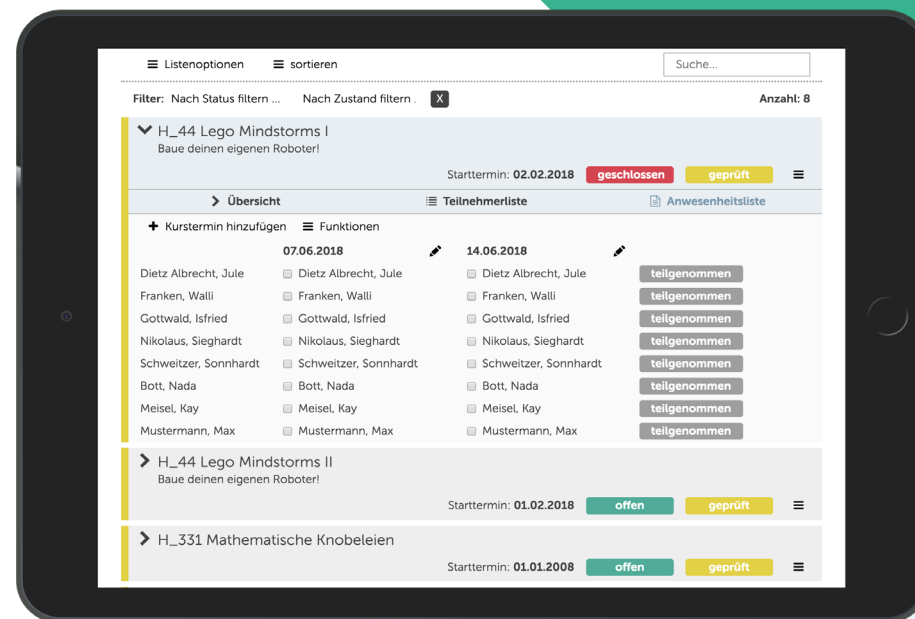 Listenoptionen sortieren Suche...
Filter: Nach Status filtern ... Nach Zustand filtern . X Anzahl: 8
H_44 Lego Mindstorms I
Baue deinen eigenen Roboter!
Starttermin: 02.02.2018 geschlossen geprüft
Übersicht Teilnehmerliste Anwesenheitsliste
Kurstermin hinzufügen Funktionen
07.06.2018 14.06.2018
Dietz Albrecht, Jule Dietz Albrecht, Jule Dietz Albrecht, Jule teilgenommen
Franken, Walli Franken, Walli Franken, Walli teilgenommen
Gottwald, Isfried Gottwald, Isfried Gottwald, Isfried teilgenommen
Nikolaus, Sieghardt Nikolaus, Sieghardt Nikolaus, Sieghardt teilgenommen
Schweitzer, Sonnhardt Schweitzer, Sonnhardt Schweitzer, Sonnhardt teilgenommen
Bott, Nada Bott, Nada Bott, Nada teilgenommen
Meisel, Kay Meisel, Kay Meisel, Kay teilgenommen
Mustermann, Max Mustermann, Max Mustermann, Max teilgenommen
H_44 Lego Mindstorms II
Baue deinen eigenen Roboter!
Starttermin: 01.02.2018 offen geprüft
H_331 Mathematische Knobeleien
Starttermin: 01.01.2008 offen geprüft